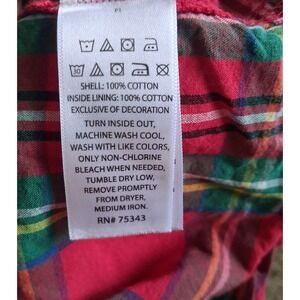 PI
SHELL: 100% COTTON
INSIDE LINING: 100% COTTON
EXCLUSIVE OF DECORATION
TURN INSIDE OUT,
MACHINE WASH COOL,
WASH WITH LIKE COLORS,
ONLY NON-CHLORINE
BLEACH WHEN NEEDED,
TUMBLE DRY LOW,
REMOVE PROMPTLY
FROM DRYER,
MEDIUM IRON.
RN# 75343